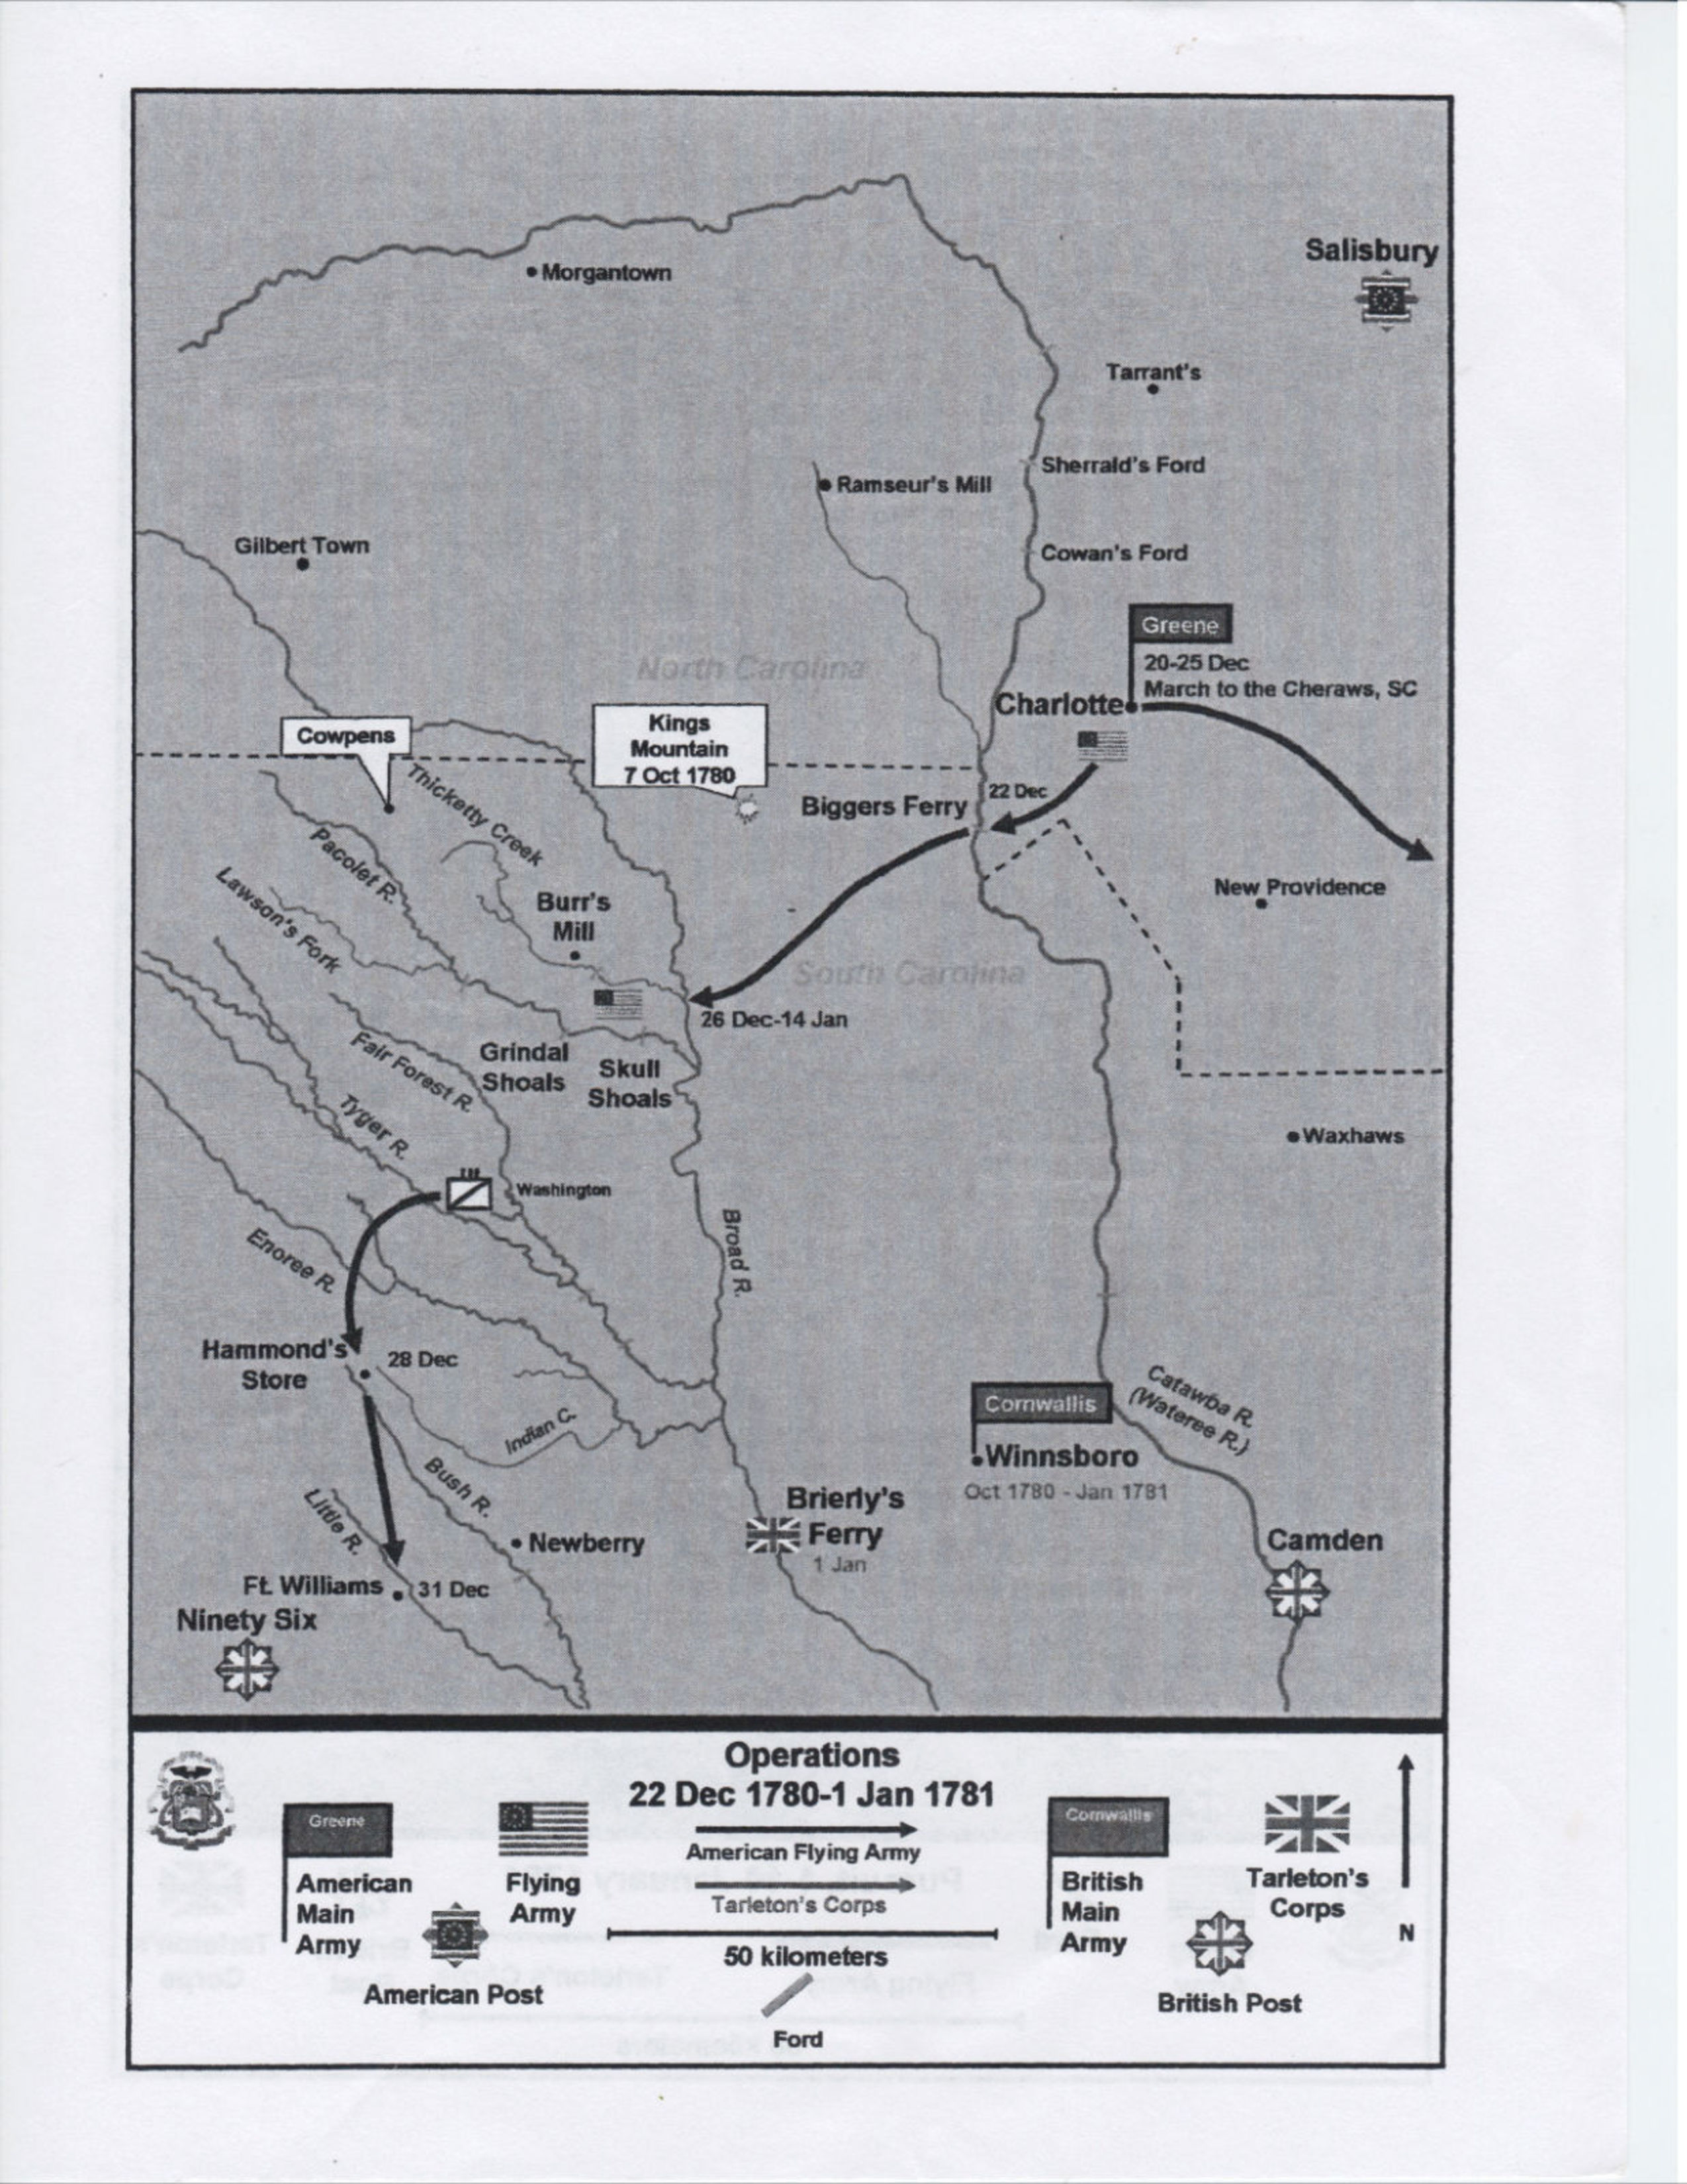 Salisbury
Morgantown
Tarrant's
Sherrald's Ford
Ramseur's Mill
Gilbert Town
Cowan's Ford
Greene
20-25 Dec
March to the Cheraws, SC
North Carolina
Charlotte
Cowpens
Kings
Mountain
7 Oct 1780
22 Dec
Biggers Ferry
Thicketty Creek
Pacolet R.
Lawson's Fork
New Providence
Burr's
Mill
South Carolina
26 Dec-14 Jan
Grindal
Shoals
Skull
Shoals
Fair Forest R.
Tyger R.
Waxhaws
Washington
Broad R.
Enoree R.
Hammond's
Store
28 Dec
Catawba R.
(Wateree R.)
Cornwallis
Indian C.
Winnsboro
Oct 1780 - Jan 1781
Bush R.
Little R.
Brierly's
Ferry
1 Jan
Newberry
Camden
Ft. Williams
31 Dec
Ninety Six
Operations
22 Dec 1780-1 Jan 1781
Greene
American
Main
Army
Flying
Army
American Post
American Flying Army
Tarleton's Corps
50 kilometers
Ford
Cornwallis
British
Main
Army
Tarleton's
Corps
British Post
N